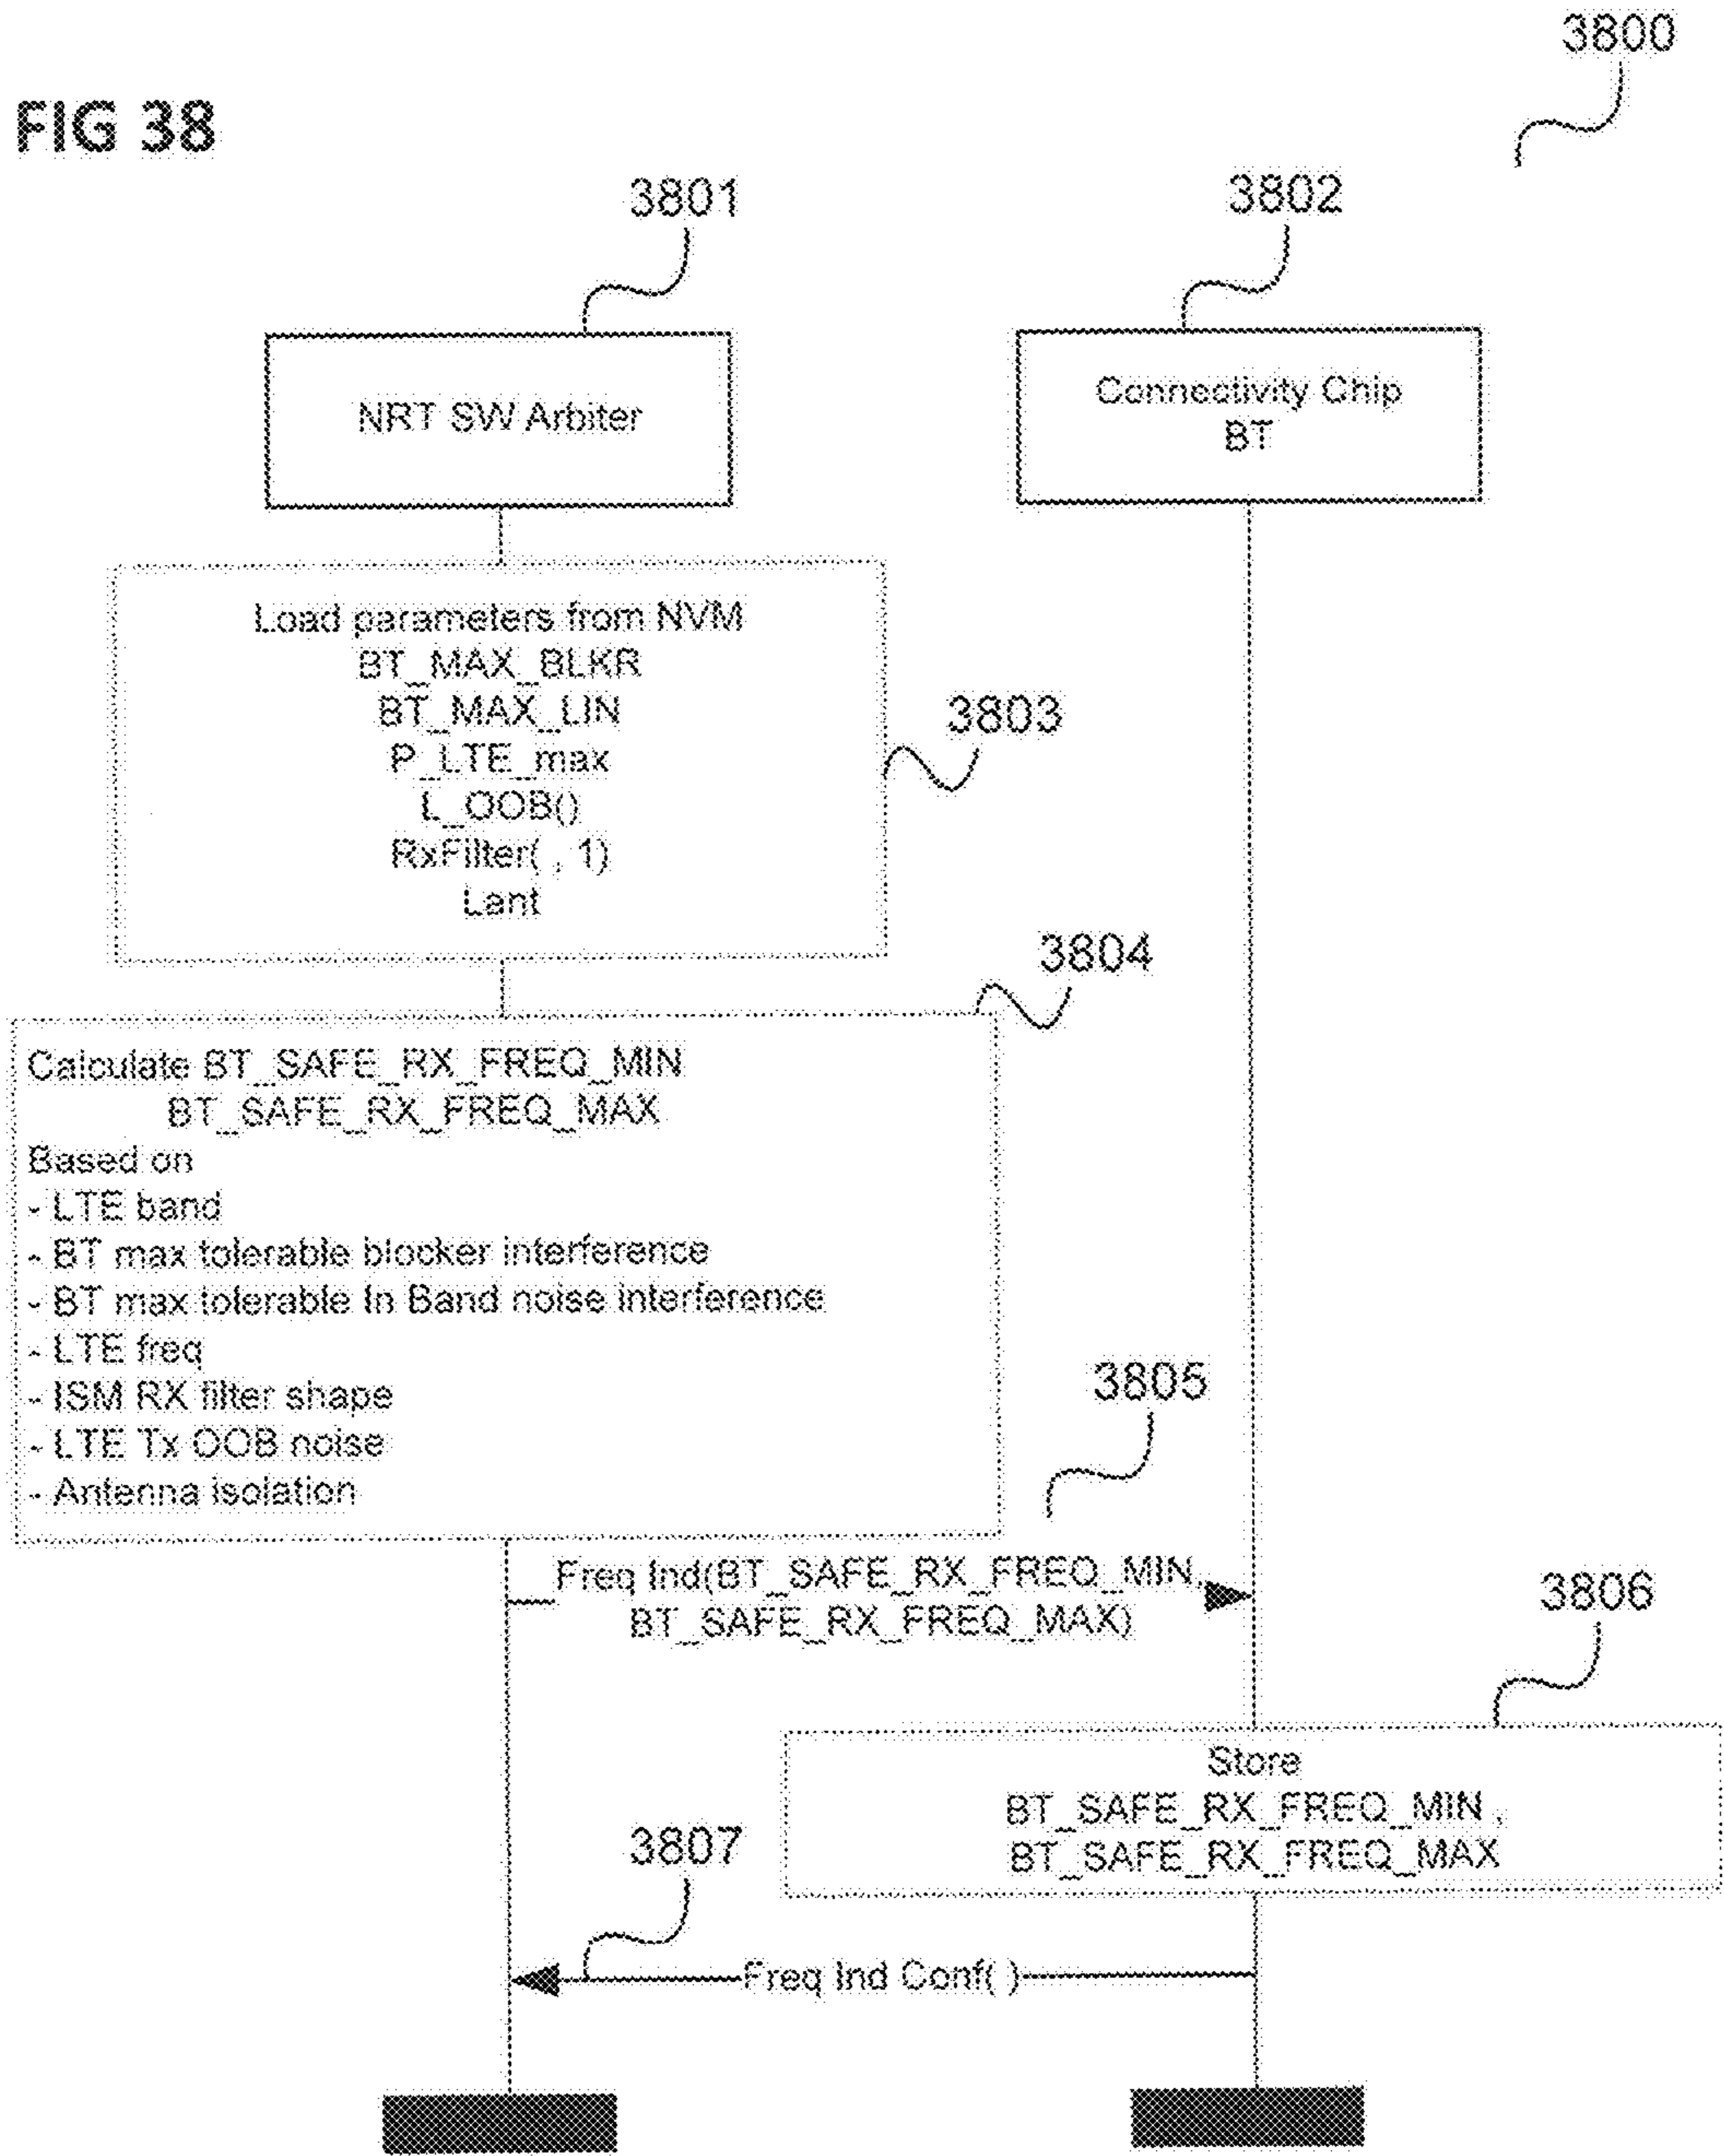 3800
FIG 38
3801
3802
NRT SW Arbiter
Connectivity Chip
BT
Load parameters from NVM
BT_MAX_BLKR
BT_MAX_LIN
P_LTE_max
L_OOB()
RxFilter( , 1)
Lant
3803
3804
Calculate BT_SAFE_RX_FREQ_MIN
BT_SAFE_RX_FREQ_MAX
Based on
- LTE band
- BT max tolerable blocker interference
- BT max tolerable In Band noise interference
- LTE freq
- ISM RX filter shape
- LTE Tx OOB noise
- Antenna isolation
3805
Freq Ind(BT_SAFE_RX_FREQ_MIN,
BT_SAFE_RX_FREQ_MAX)
3806
Store
BT_SAFE_RX_FREQ_MIN ,
BT_SAFE_RX_FREQ_MAX
3807
Freq Ind Conf( )